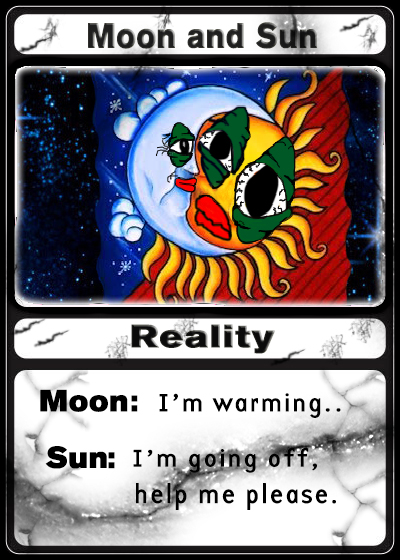 Moon and Sun
Reality
Moon: I'm warming..
Sun: I'm going off,
help me please.